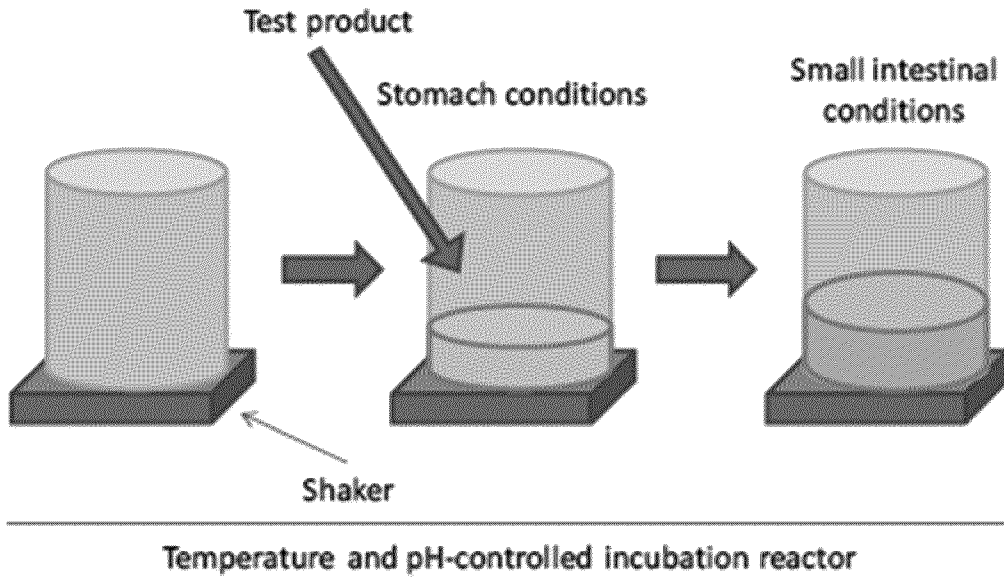 Test product
Stomach conditions
Small intestinal
conditions
Shaker
Temperature and pH-controlled incubation reactor